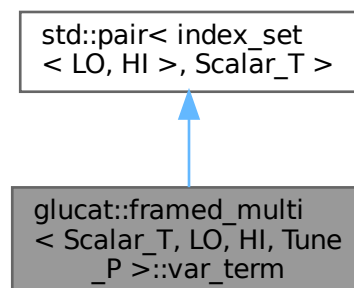 std::pair< index_set
< LO, HI >, Scalar_T >
glucat::framed_multi
< Scalar_T, LO, HI, Tune
_P >::var_term